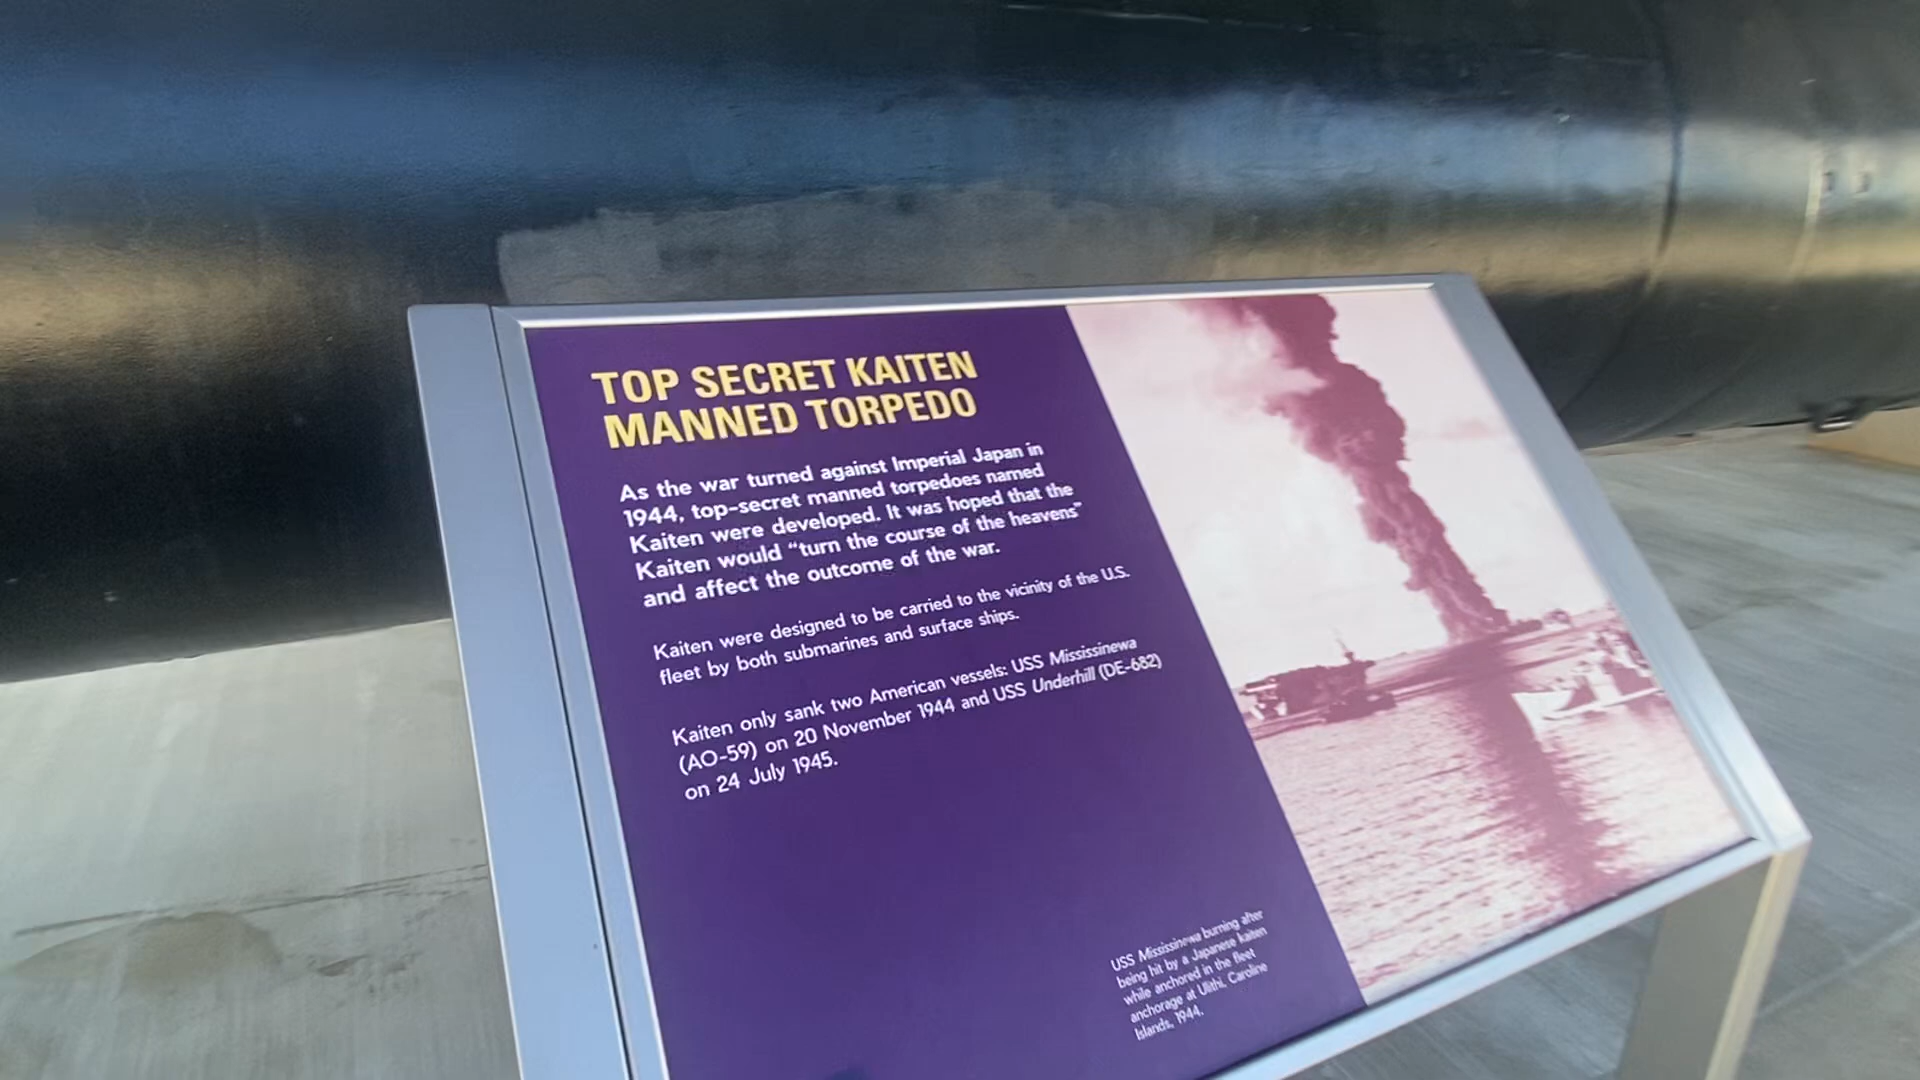 TOP SECRET KAITEN
MANNED TORPEDO
As the war turned against Imperial Japan in
1944, top-secret manned torpedoes named
Kaiten were developed. It was hoped that the
Kaiten would “turn the course of the heavens”
and affect the outcome of the war.
Kaiten were designed to be carried to the vicinity of the U.S.
fleet by both submarines and surface ships.
Kaiten only sank two American vessels: USS Mississinewa
(AO-59) on 20 November 1944 and USS Underhill (DE-682)
on 24 July 1945.
USS Mississinewa burning after
being hit by a Japanese kaiten
while anchored in the fleet
anchorage at Ulithi, Caroline
Islands, 1944.